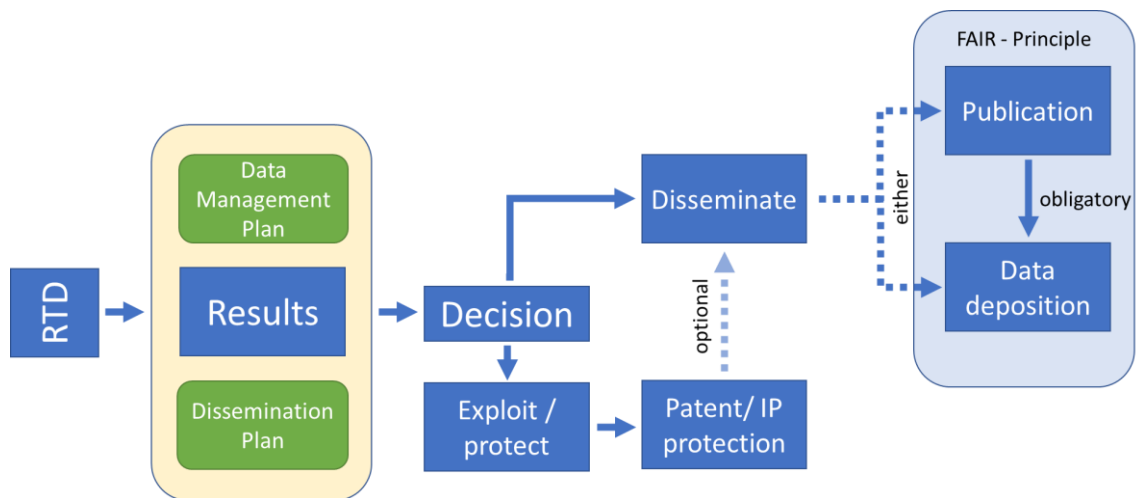 RTD
Data
Management
Plan
Results
Dissemination
Plan
Decision
Exploit /
protect
Patent/ IP
protection
optional
Disseminate
either
FAIR - Principle
Publication
obligatory
Data
deposition